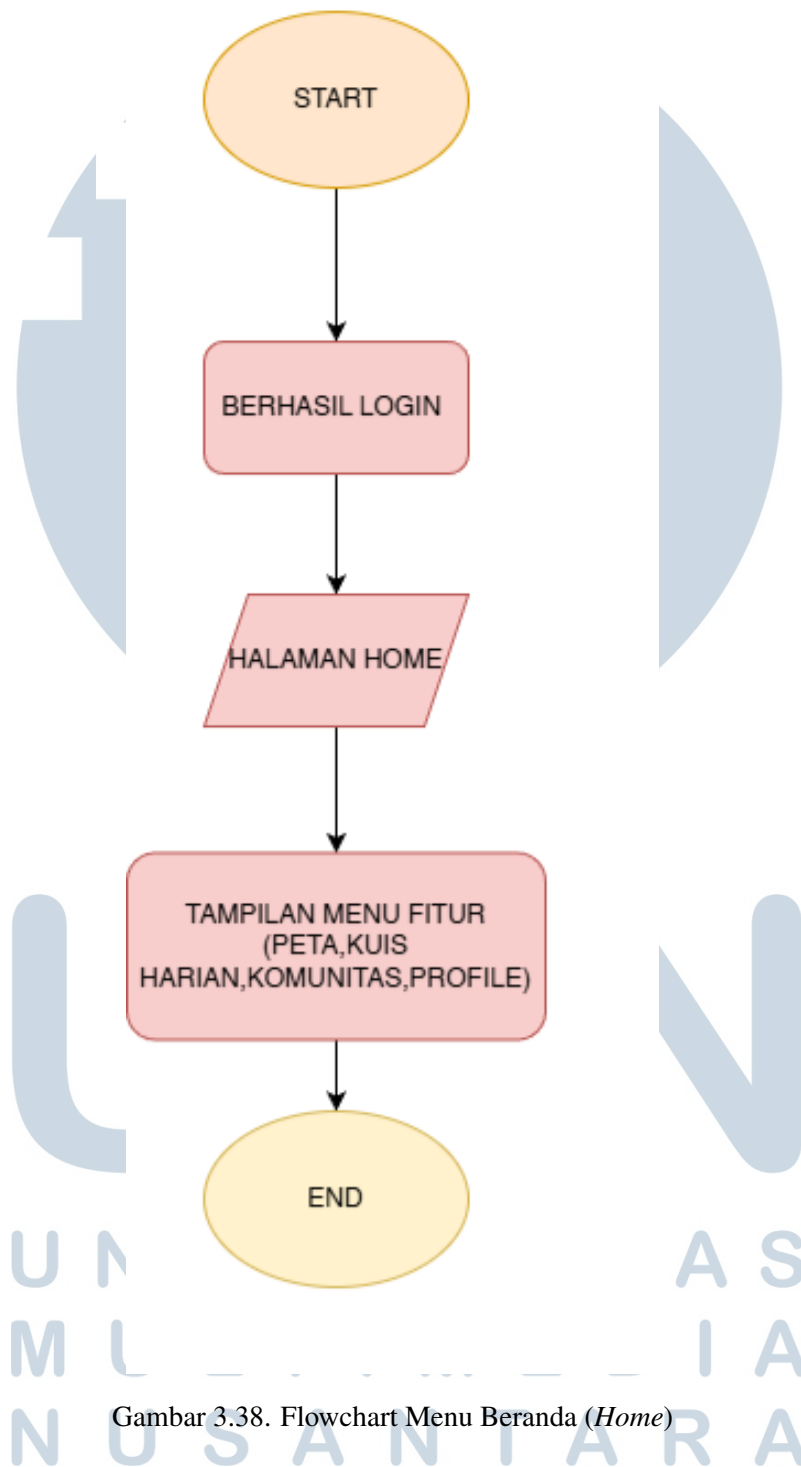 START
BERHASIL LOGIN
HALAMAN HOME
TAMPILAN MENU FITUR
(PETA,KUIS
HARIAN,KOMUNITAS,PROFILE)
END
Gambar 3.38. Flowchart Menu Beranda (Home)
NUSANTARA